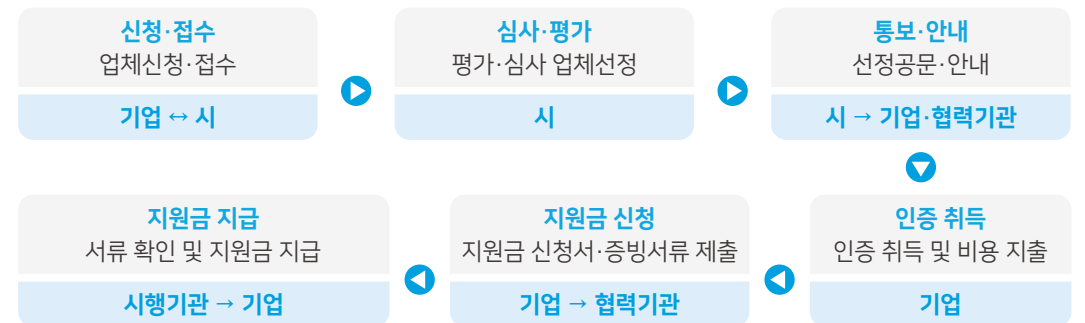 신청·접수
업체신청·접수
기업 ↔ 시
심사·평가
평가·심사 업체선정
시
통보·안내
선정공문·안내
시 → 기업·협력기관
인증 취득
인증 취득 및 비용 지출
기업
지원금 신청
지원금 신청서·증빙서류 제출
기업 → 협력기관
지원금 지급
서류 확인 및 지원금 지급
시행기관 → 기업